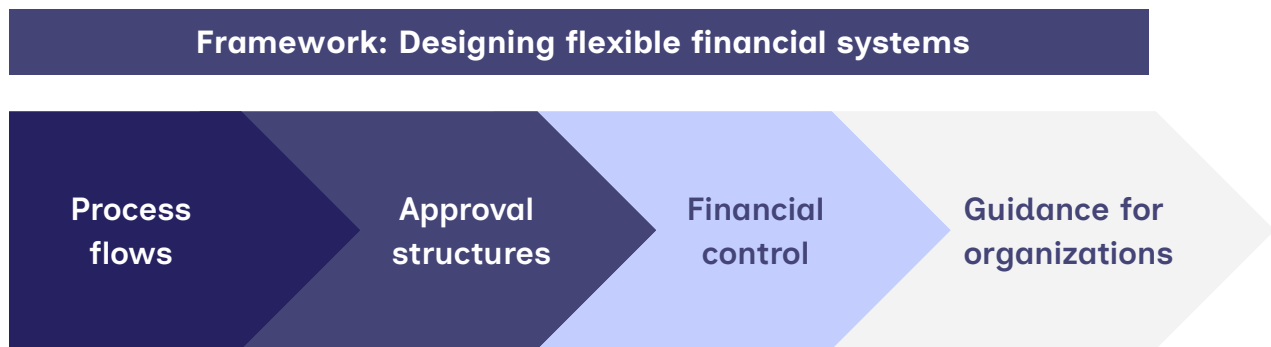 Framework: Designing flexible financial systems
Process
flows
Approval
structures
Financial
control
Guidance for
organizations